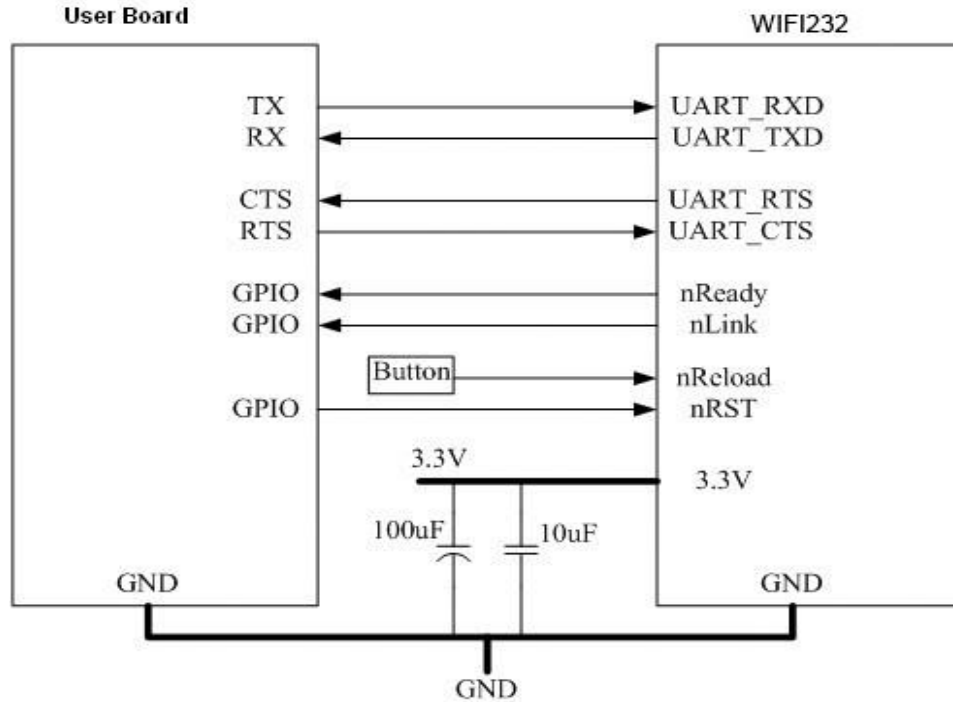 User Board
WIFI232
TX
UART_RXD
RX
UART_TXD
CTS
UART_RTS
RTS
UART_CTS
GPIO
nReady
GPIO
nLink
Button
nReload
GPIO
nRST
3.3V
3.3V
100uF
10uF
GND
GND
GND